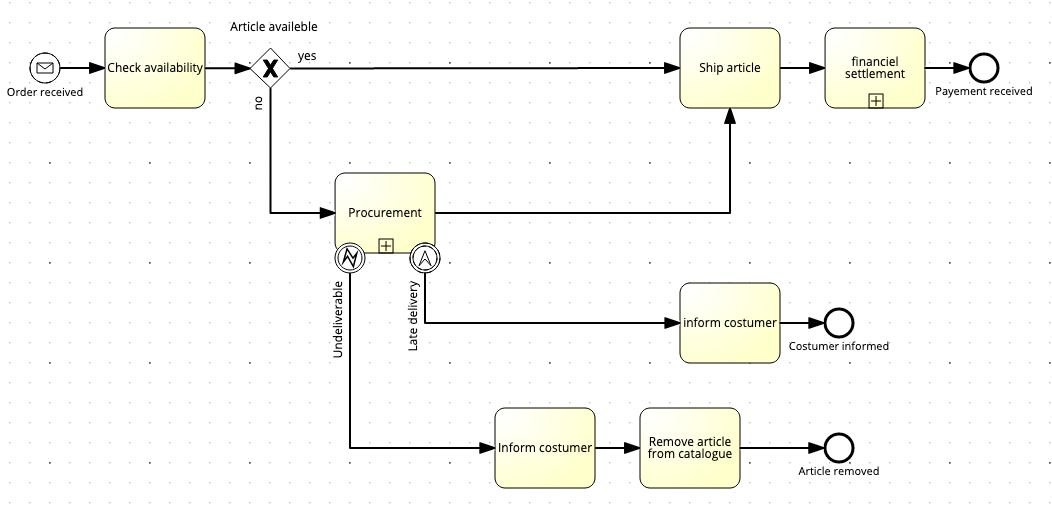 Article availeble
yes
Check availability
Order received
no
Ship article
financiel
settlement
Payement received
Procurement
Undeliverable
Late delivery
inform costumer
Costumer informed
Inform costumer
Remove article
from catalogue
Article removed